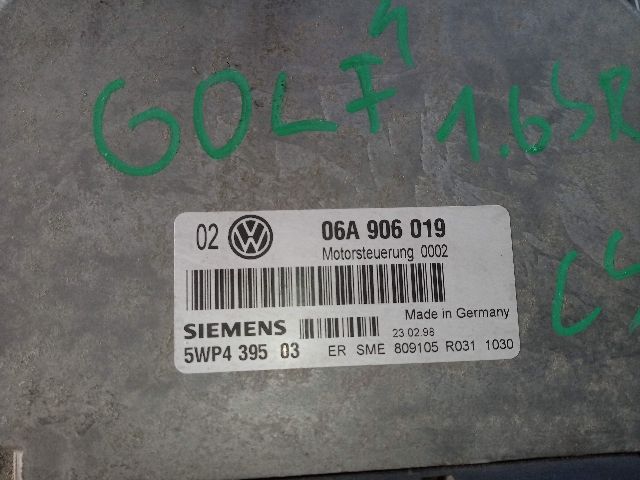 GOLF 4 1.6SR
02 VW 06A 906 019
Motorsteuerung 0002
Made in Germany
SIEMENS 23 02 98
5WP4 395 03 ER SME 809105 R031 1030